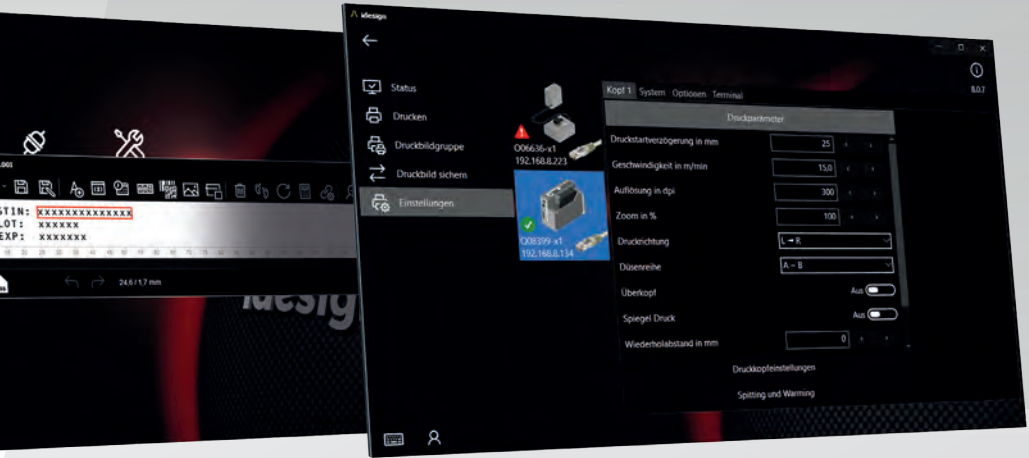 GTIN: xxxxxxxxxxxxxx
LOT: xxxxxx
EXP: xxxxxxx
24,6 / 1,7 mm
idesign
8.0.7
Status
Drucken
Druckbildgruppe
Druckbild sichern
Einstellungen
O06636-x1
192.168.8.223
Q08399-x1
192.168.8.134
Kopf 1 System Optionen Terminal
Druckparameter
Druckstartverzögerung in mm 25
Geschwindigkeit in m/min 15,0
Auflösung in dpi 300
Zoom in % 100
Druckrichtung L → R
Düsenreihe A – B
Überkopf Aus
Spiegel Druck Aus
Wiederholabstand in mm 0
Druckkopfeinstellungen
Spitting und Warming